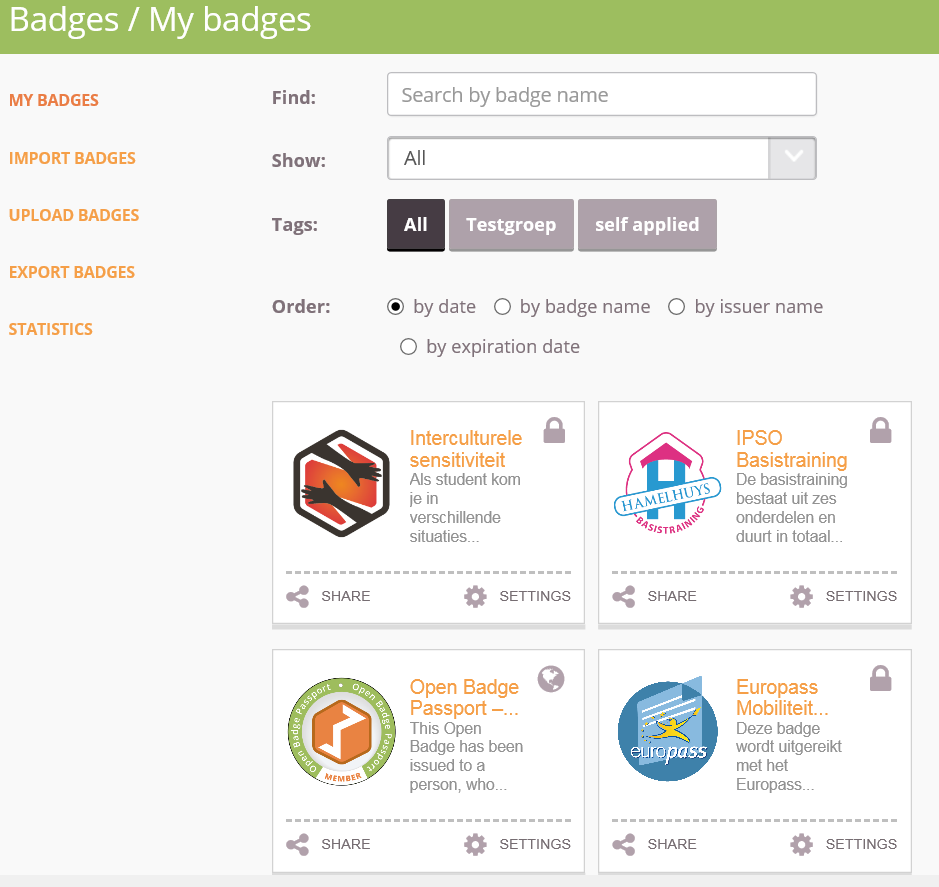 Badges / My badges
MY BADGES
IMPORT BADGES
UPLOAD BADGES
EXPORT BADGES
STATISTICS
Find:
Search by badge name
Show:
All
Tags:
All Testgroep self applied
Order:
by date by badge name by issuer name
by expiration date
Interculturele
sensitiviteit
Als student kom
je in
verschillende
situaties...
SHARE SETTINGS
HAMELHUYS
BASISTRAINING
IPSO
Basistraining
De basistraining
bestaat uit zes
onderdelen en
duurt in totaal...
SHARE SETTINGS
Open Badge Passport • Open Badge Passport
MEMBER
Open Badge
Passport –...
This Open
Badge has been
issued to a
person, who...
SHARE SETTINGS
europass
Europass
Mobiliteit...
Deze badge
wordt uitgereikt
met het
Europass...
SHARE SETTINGS